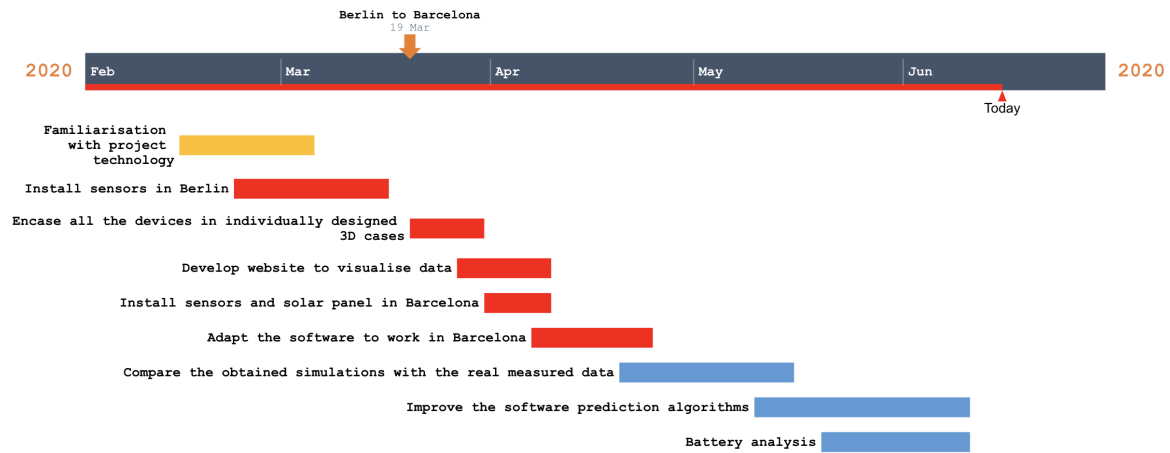 Berlin to Barcelona
19 Mar
2020 Feb Mar Apr May Jun 2020
Today
Familiarisation
with project
technology
Install sensors in Berlin
Encase all the devices in individually designed
3D cases
Develop website to visualise data
Install sensors and solar panel in Barcelona
Adapt the software to work in Barcelona
Compare the obtained simulations with the real measured data
Improve the software prediction algorithms
Battery analysis